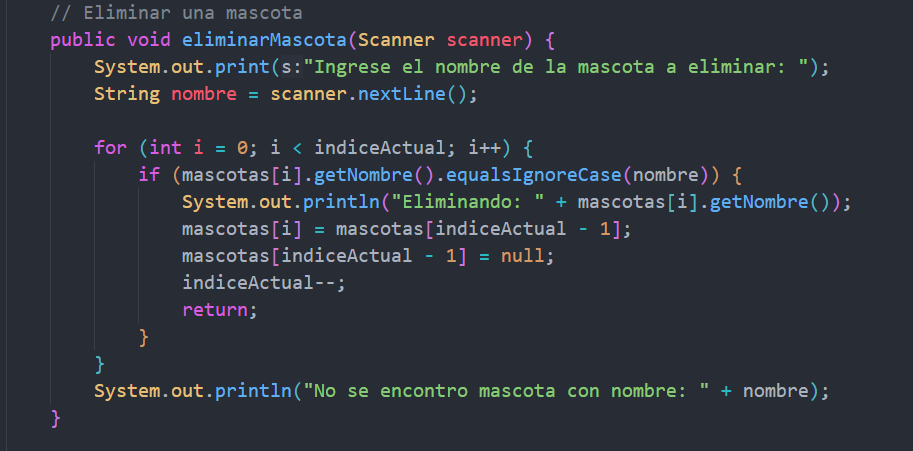 // Eliminar una mascota
public void eliminarMascota(Scanner scanner) {
    System.out.print(s:"Ingrese el nombre de la mascota a eliminar: ");
    String nombre = scanner.nextLine();

    for (int i = 0; i < indiceActual; i++) {
        if (mascotas[i].getNombre().equalsIgnoreCase(nombre)) {
            System.out.println("Eliminando: " + mascotas[i].getNombre());
            mascotas[i] = mascotas[indiceActual - 1];
            mascotas[indiceActual - 1] = null;
            indiceActual--;
            return;
        }
    }
    System.out.println("No se encontro mascota con nombre: " + nombre);
}